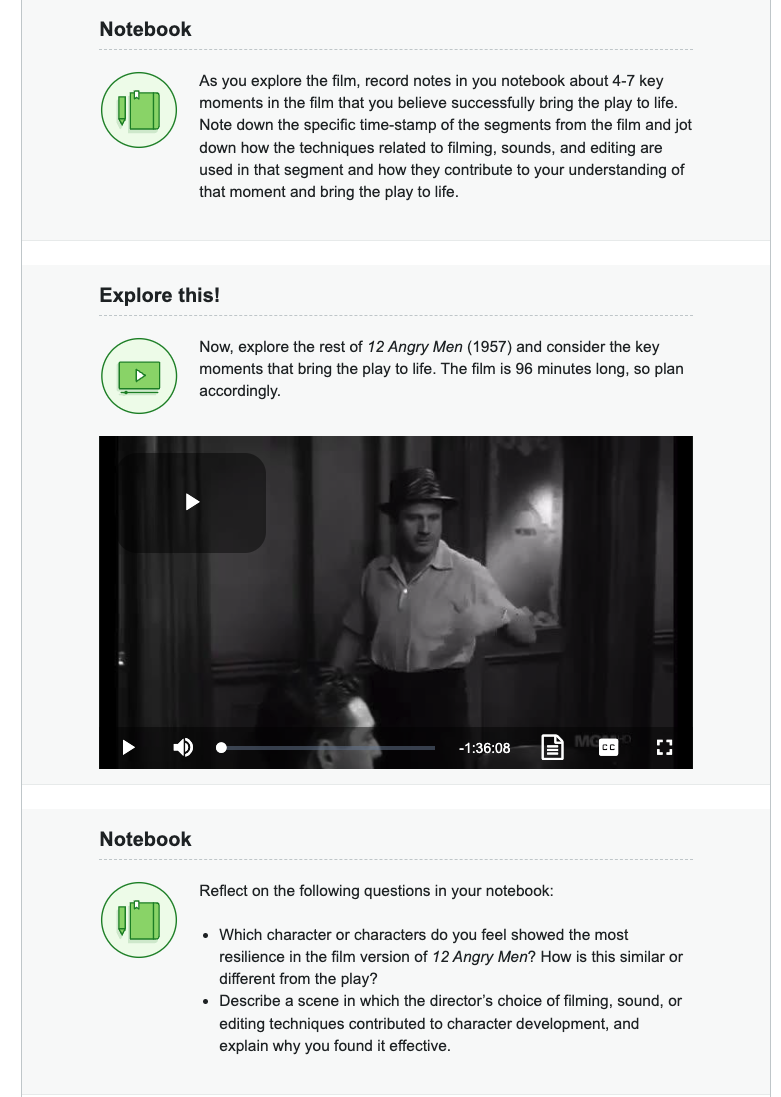 Notebook
As you explore the film, record notes in you notebook about 4-7 key
moments in the film that you believe successfully bring the play to life.
Note down the specific time-stamp of the segments from the film and jot
down how the techniques related to filming, sounds, and editing are
used in that segment and how they contribute to your understanding of
that moment and bring the play to life.
Explore this!
Now, explore the rest of 12 Angry Men (1957) and consider the key
moments that bring the play to life. The film is 96 minutes long, so plan
accordingly.
-1:36:08
CC
Notebook
Reflect on the following questions in your notebook:
• Which character or characters do you feel showed the most
resilience in the film version of 12 Angry Men? How is this similar or
different from the play?
• Describe a scene in which the director's choice of filming, sound, or
editing techniques contributed to character development, and
explain why you found it effective.